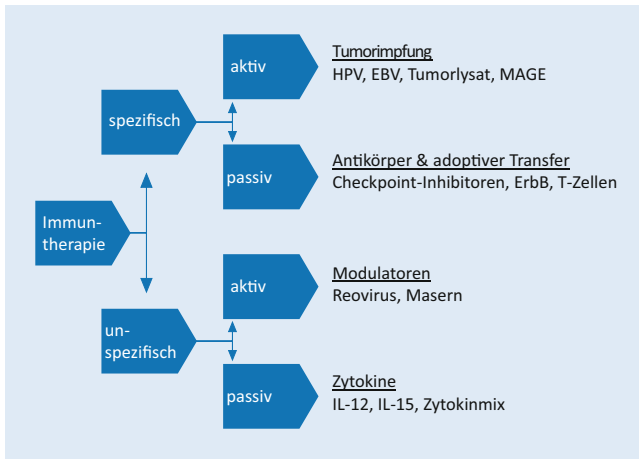 aktiv
Tumorimpfung
HPV, EBV, Tumorlysat, MAGE
spezifisch
passiv
Antikörper & adoptiver Transfer
Checkpoint-Inhibitoren, ErbB, T-Zellen
Immun-
therapie
aktiv
Modulatoren
Reovirus, Masern
un-
spezifisch
passiv
Zytokine
IL-12, IL-15, Zytokinmix